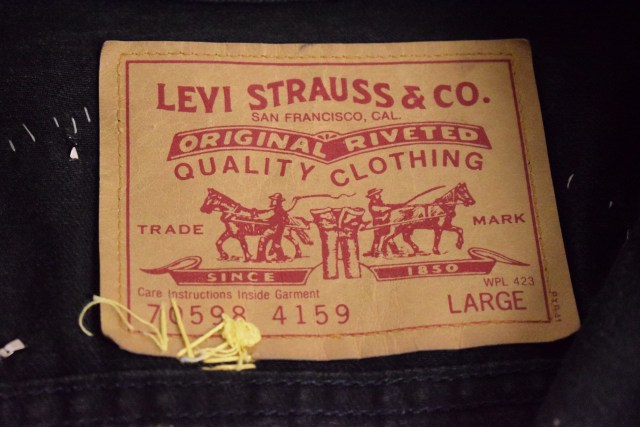 LEVI STRAUSS & CO.
SAN FRANCISCO, CAL.
ORIGINAL RIVETED
QUALITY CLOTHING
TRADE MARK
SINCE 1850
WPL 423
Care Instructions Inside Garment
70598 4159 LARGE